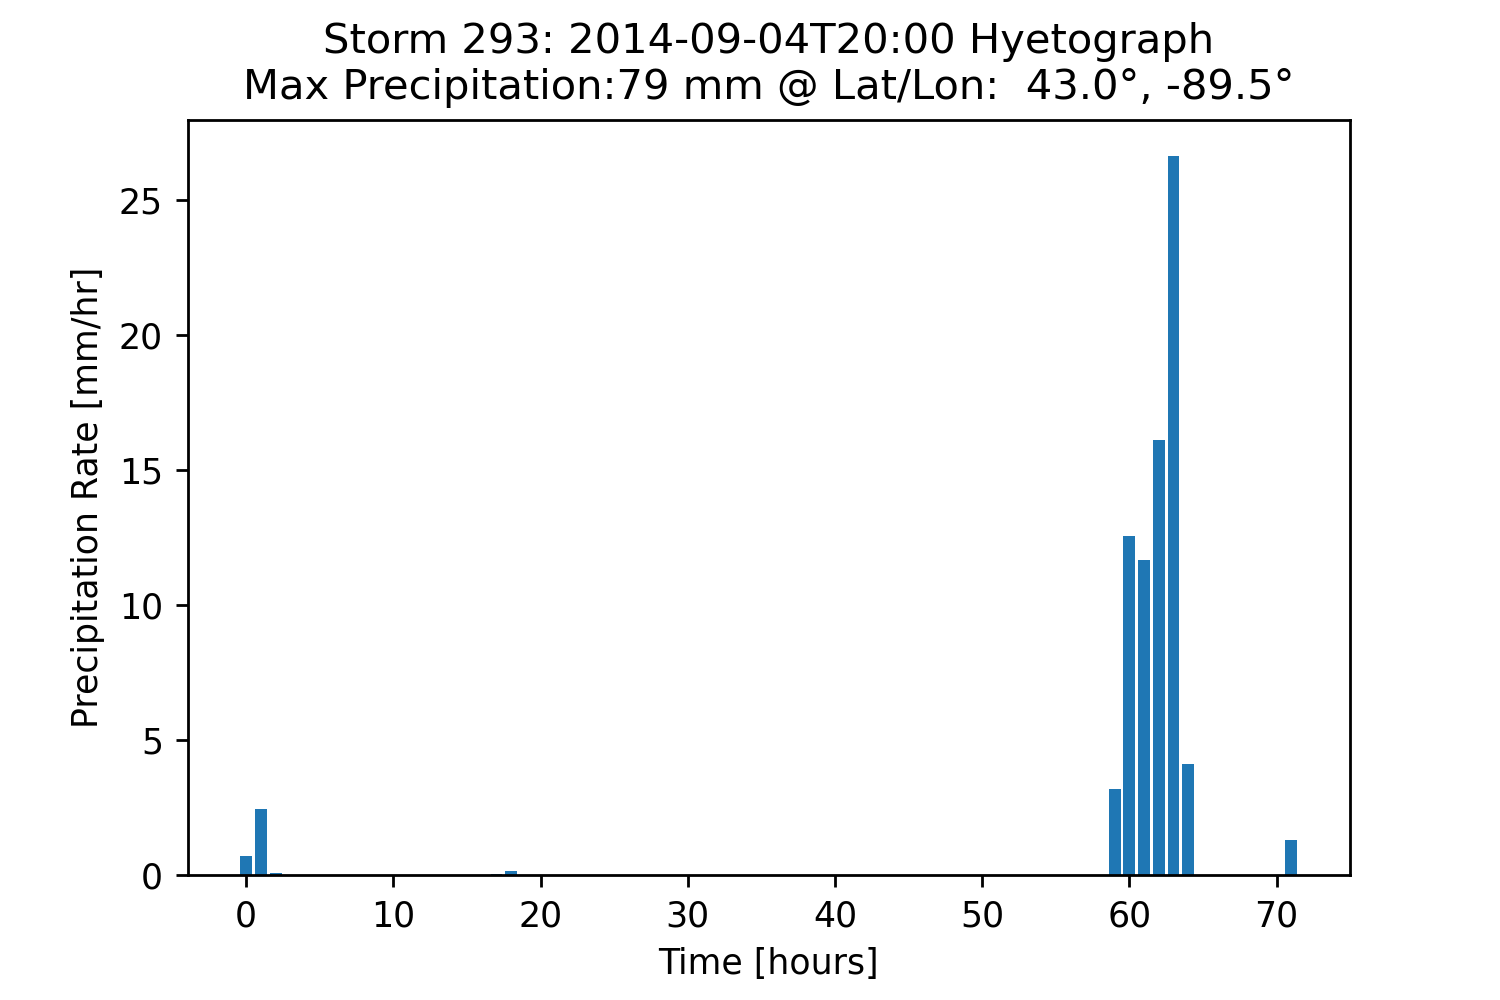 Storm 293: 2014-09-04T20:00 Hyetograph
Max Precipitation:79 mm @ Lat/Lon:  43.0°, -89.5°
Precipitation Rate [mm/hr]
25
20
15
10
5
0
0 10 20 30 40 50 60 70
Time [hours]